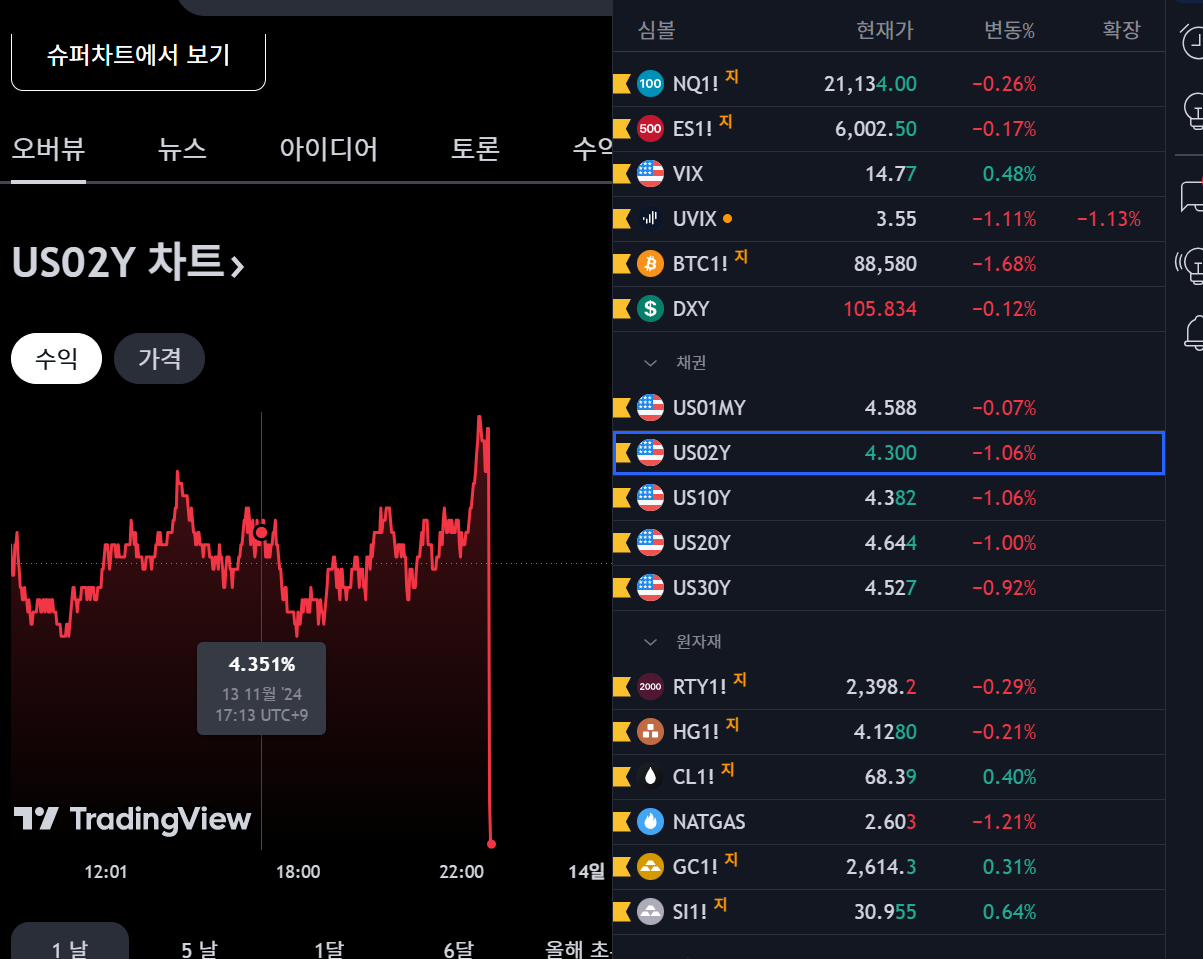 슈퍼차트에서 보기
오버뷰 뉴스 아이디어 토론
US02Y 차트
수익 가격
4.351%
13 11월 '24
17:13 UTC+9
TradingView
12:01 18:00 22:00 14일
1 날 5 날 1달 6달 올해 초
심볼 현재가 변동% 확장
100 NQ1! 지 21,134.00 −0.26%
500 ES1! 지 6,002.50 −0.17%
VIX 14.77 0.48%
UVIX 3.55 −1.11% −1.13%
BTC1! 지 88,580 −1.68%
DXY 105.834 −0.12%
채권
US01MY 4.588 −0.07%
US02Y 4.300 −1.06%
US10Y 4.382 −1.06%
US20Y 4.644 −1.00%
US30Y 4.527 −0.92%
원자재
2000 RTY1! 지 2,398.2 −0.29%
HG1! 지 4.1280 −0.21%
CL1! 지 68.39 0.40%
NATGAS 2.603 −1.21%
GC1! 지 2,614.3 0.31%
SI1! 지 30.955 0.64%